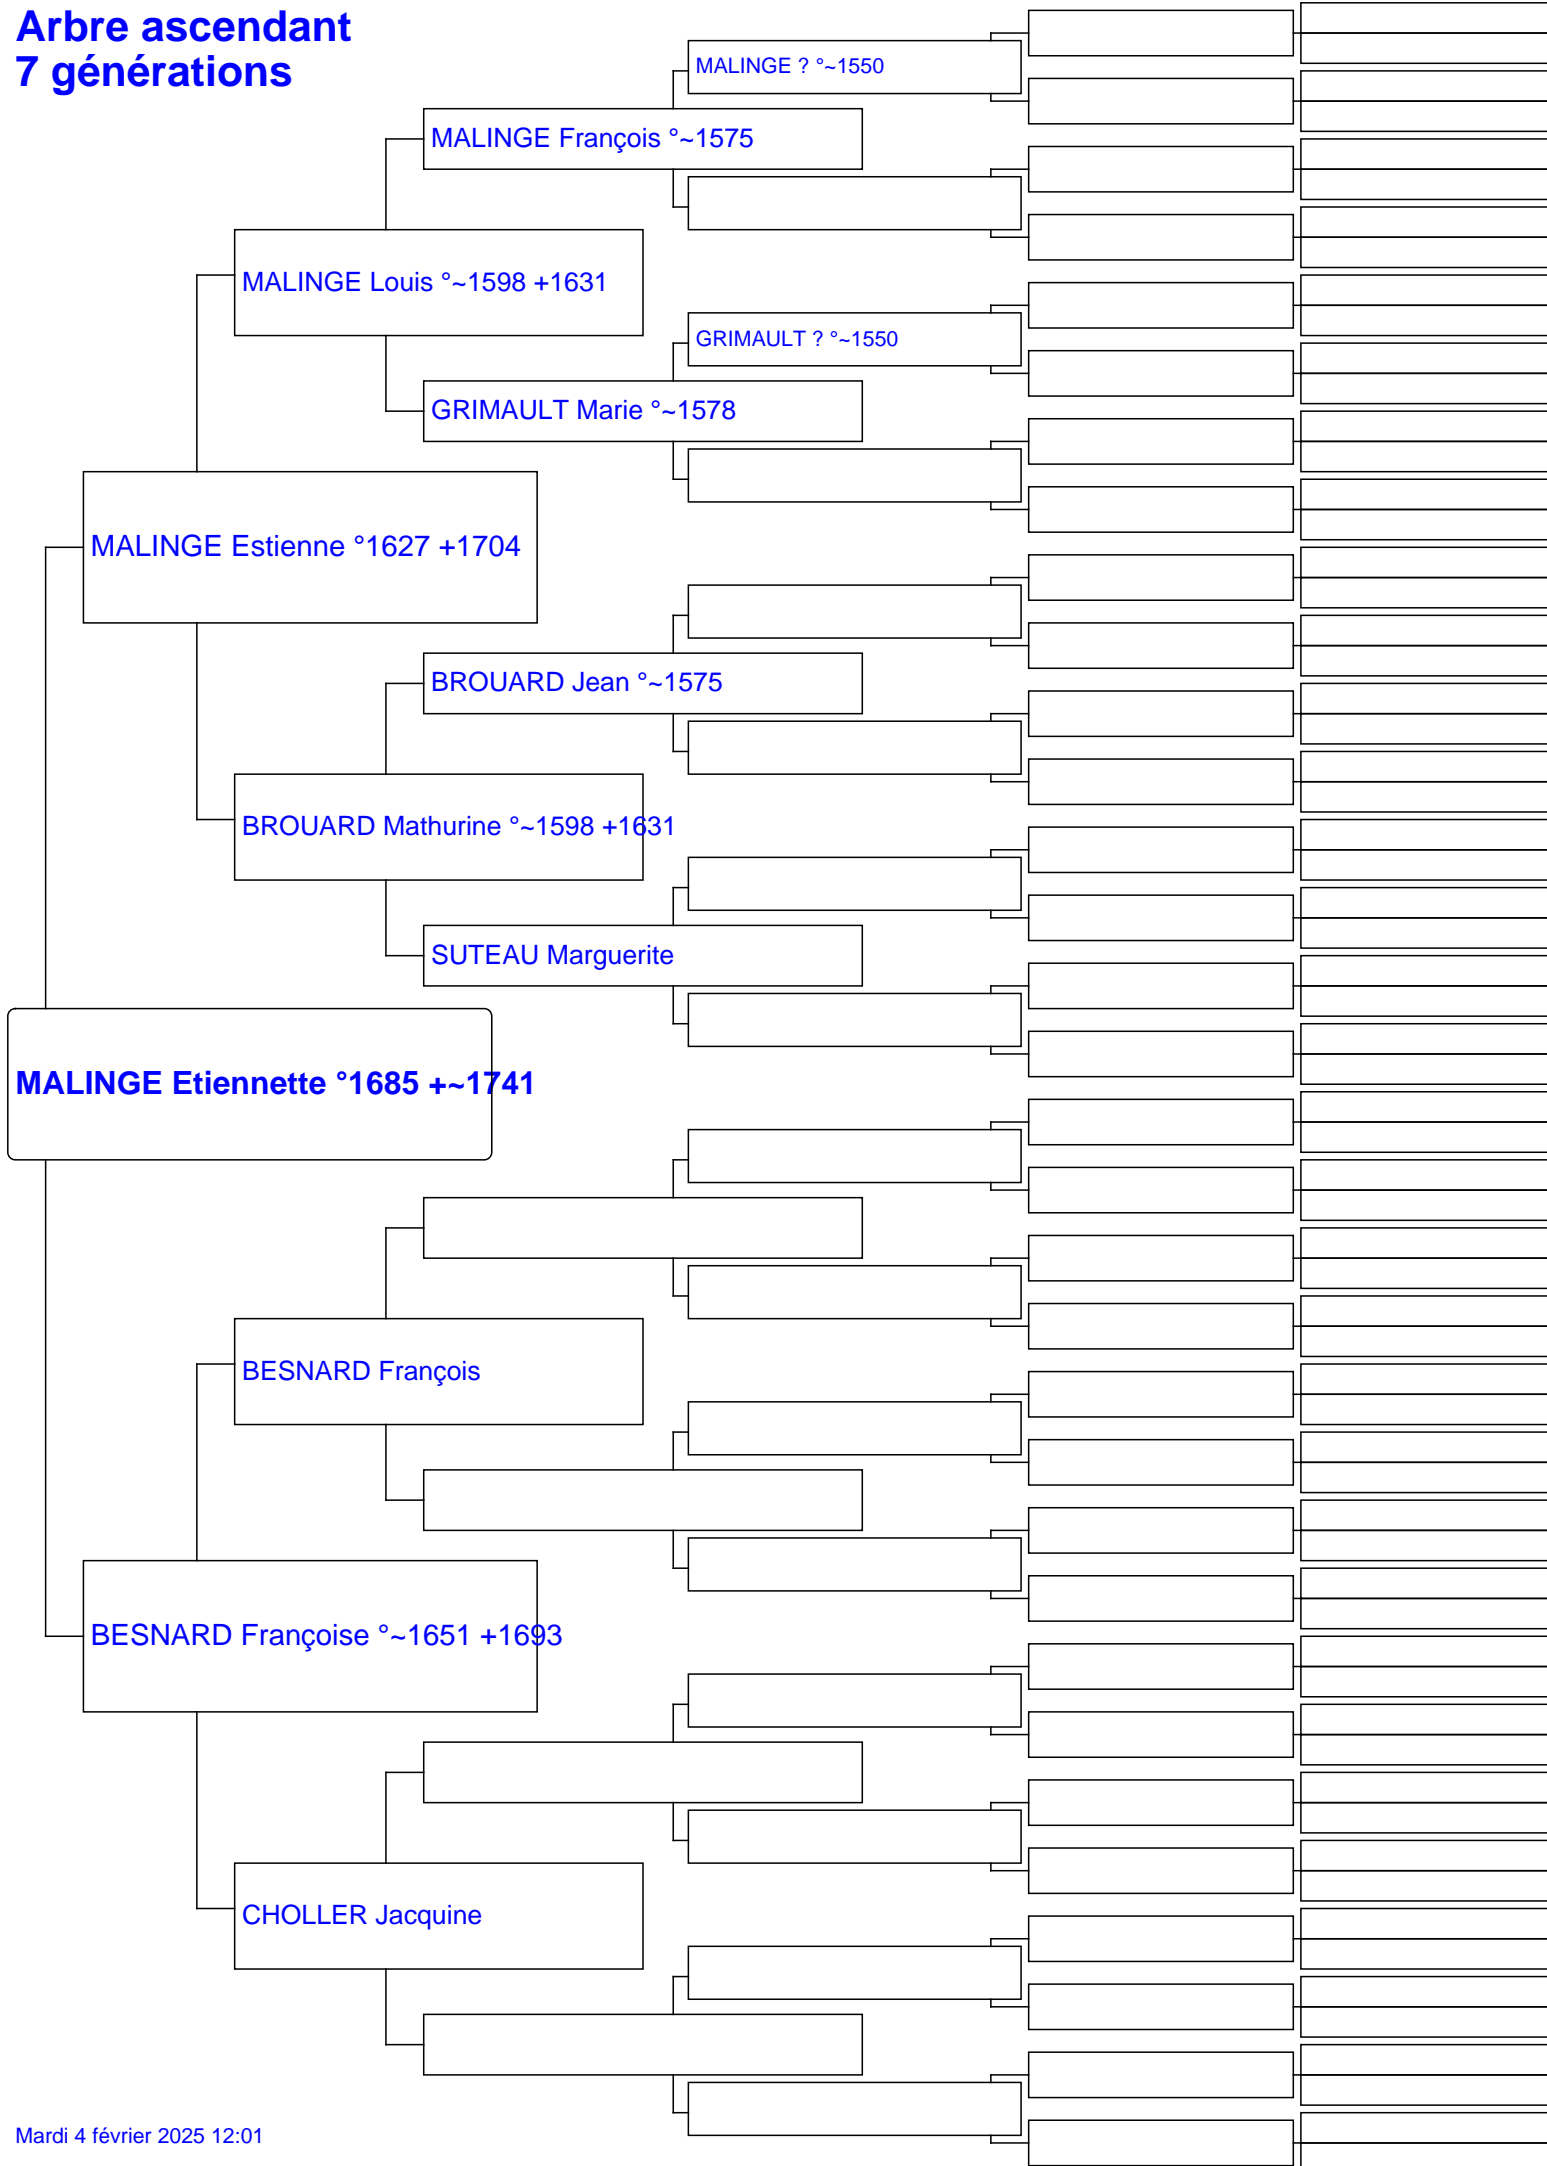 Arbre ascendant
7 générations
MALINGE ? °~1550
MALINGE François °~1575
MALINGE Louis °~1598 +1631
GRIMAULT ? °~1550
GRIMAULT Marie °~1578
MALINGE Estienne °1627 +1704
BROUARD Jean °~1575
BROUARD Mathurine °~1598 +1631
SUTEAU Marguerite
MALINGE Etiennette °1685 +~1741
BESNARD François
BESNARD Françoise °~1651 +1693
CHOLLER Jacquine
Mardi 4 février 2025 12:01